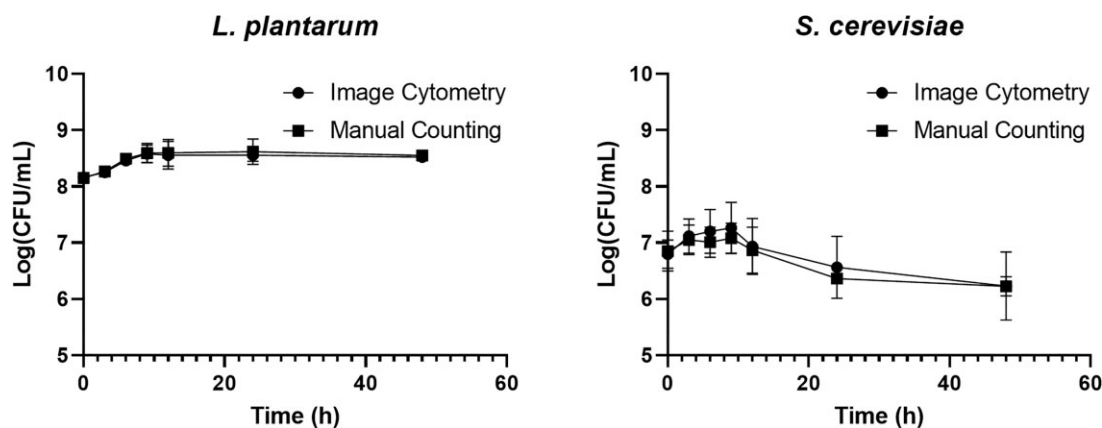 L. plantarum
10
9
8
7
6
5
Log(CFU/mL)
Image Cytometry
Manual Counting
0
20
40
60
Time (h)
S. cerevisiae
10
9
8
7
6
5
Log(CFU/mL)
Image Cytometry
Manual Counting
0
20
40
60
Time (h)